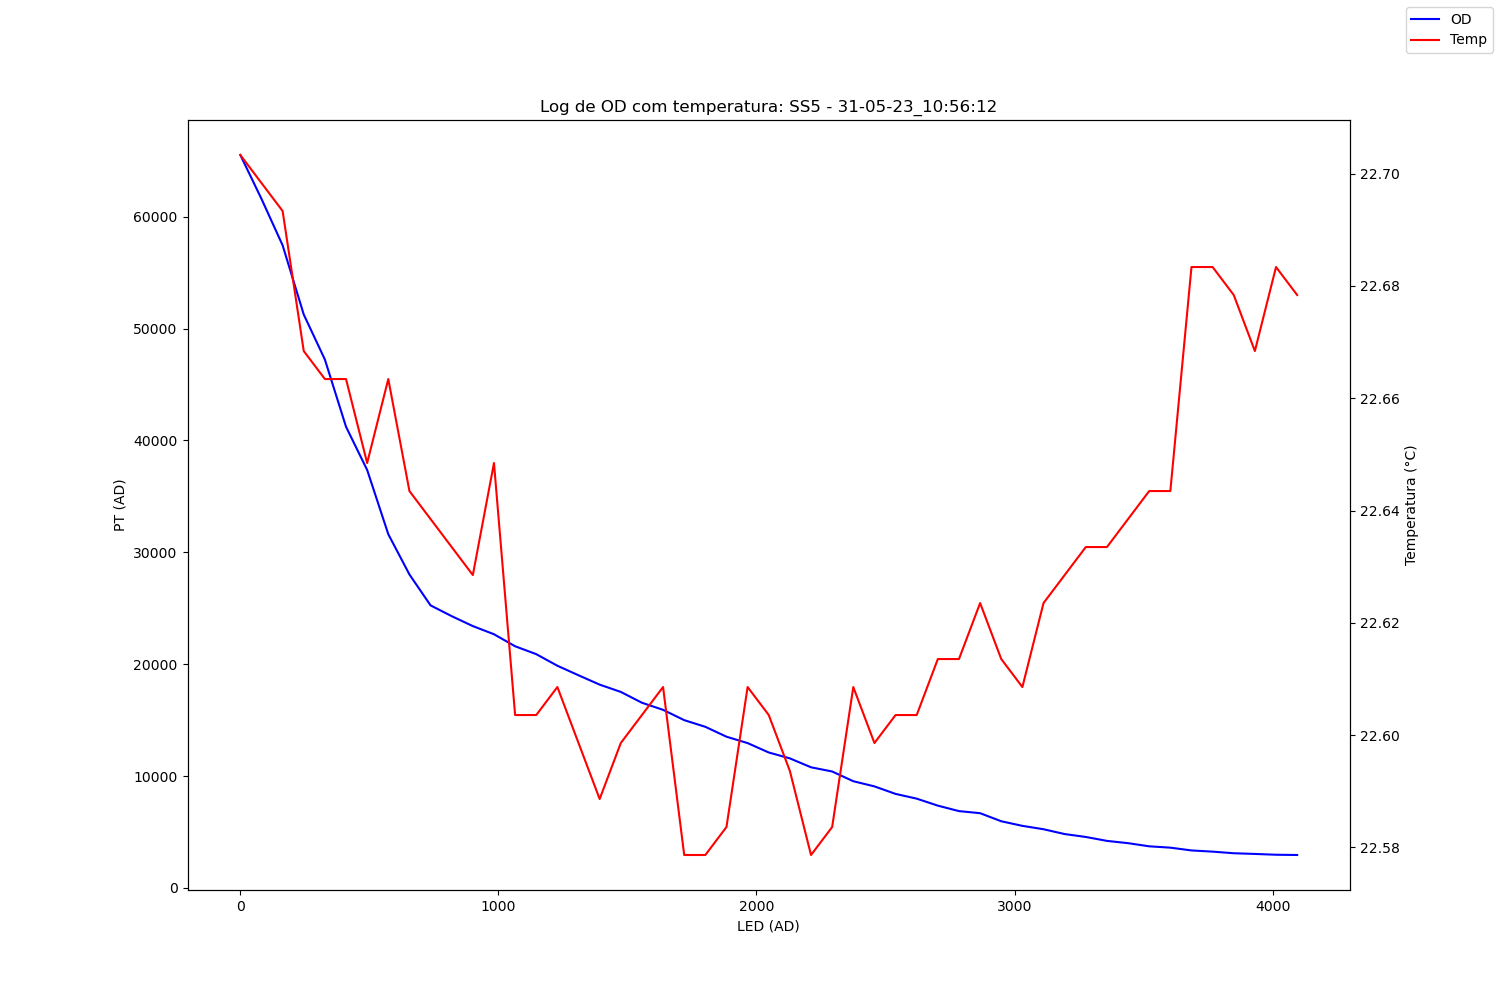 OD
Temp
Log de OD com temperatura: SS5 - 31-05-23_10:56:12
60000
50000
40000
30000
20000
10000
0
PT (AD)
22.70
22.68
22.66
22.64
22.62
22.60
22.58
Temperatura (°C)
0 1000 2000 3000 4000
LED (AD)